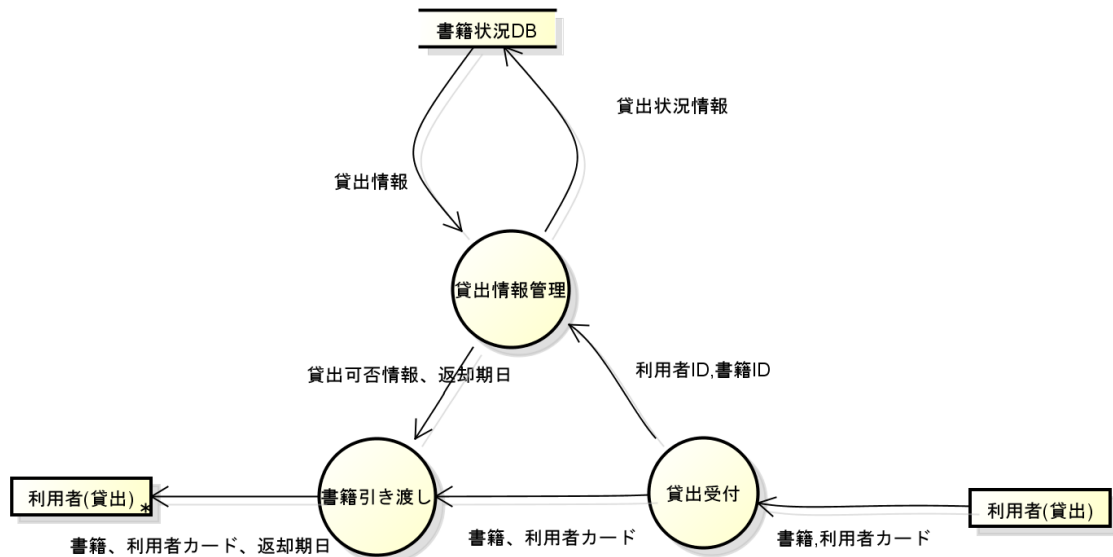 書籍状況DB
貸出状況情報
貸出情報
貸出情報管理
貸出可否情報、返却期日
利用者ID,書籍ID
利用者(貸出)
*
書籍引き渡し
貸出受付
利用者(貸出)
書籍、利用者カード、返却期日
書籍、利用者カード
書籍,利用者カード